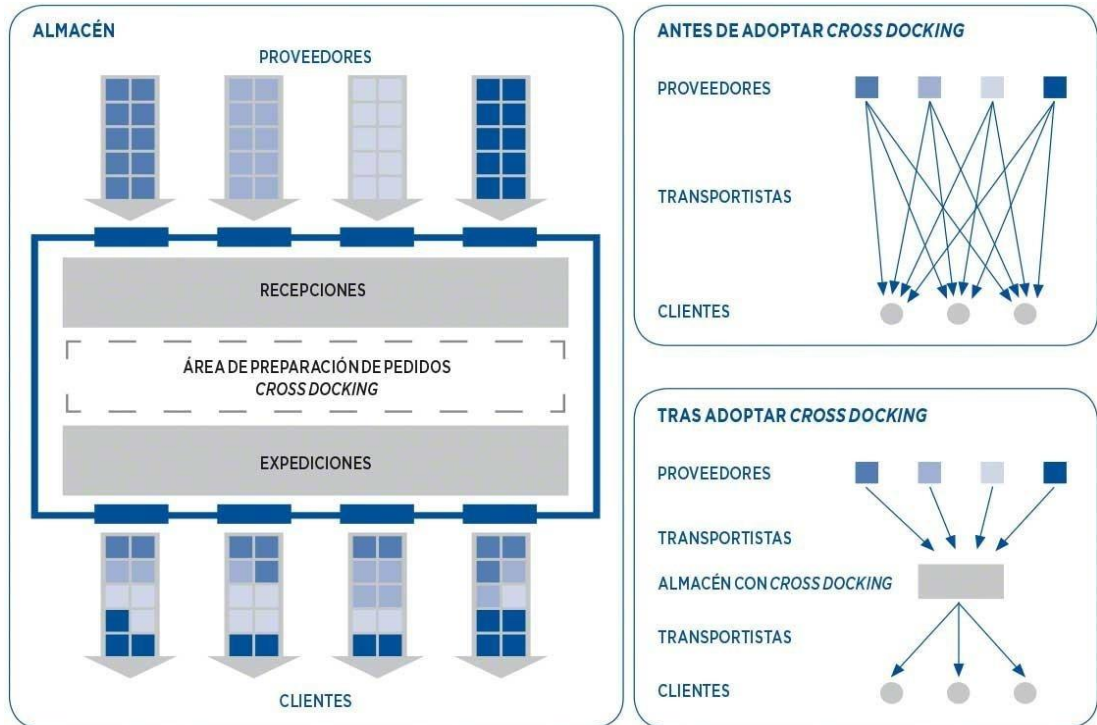 ALMACÉN
PROVEEDORES
RECEPCIONES
ÁREA DE PREPARACIÓN DE PEDIDOS
CROSS DOCKING
EXPEDICIONES
CLIENTES
ANTES DE ADOPTAR CROSS DOCKING
PROVEEDORES
TRANSPORTISTAS
CLIENTES
TRAS ADOPTAR CROSS DOCKING
PROVEEDORES
TRANSPORTISTAS
ALMACÉN CON CROSS DOCKING
TRANSPORTISTAS
CLIENTES